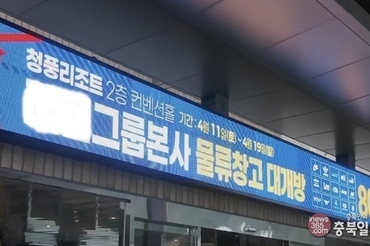 청풍리조트 2층 컨벤션홀 기간: 4월 11일(토) ~ 4월 19일(일)
그룹본사 물류창고 대개방
inews365.com
충북일